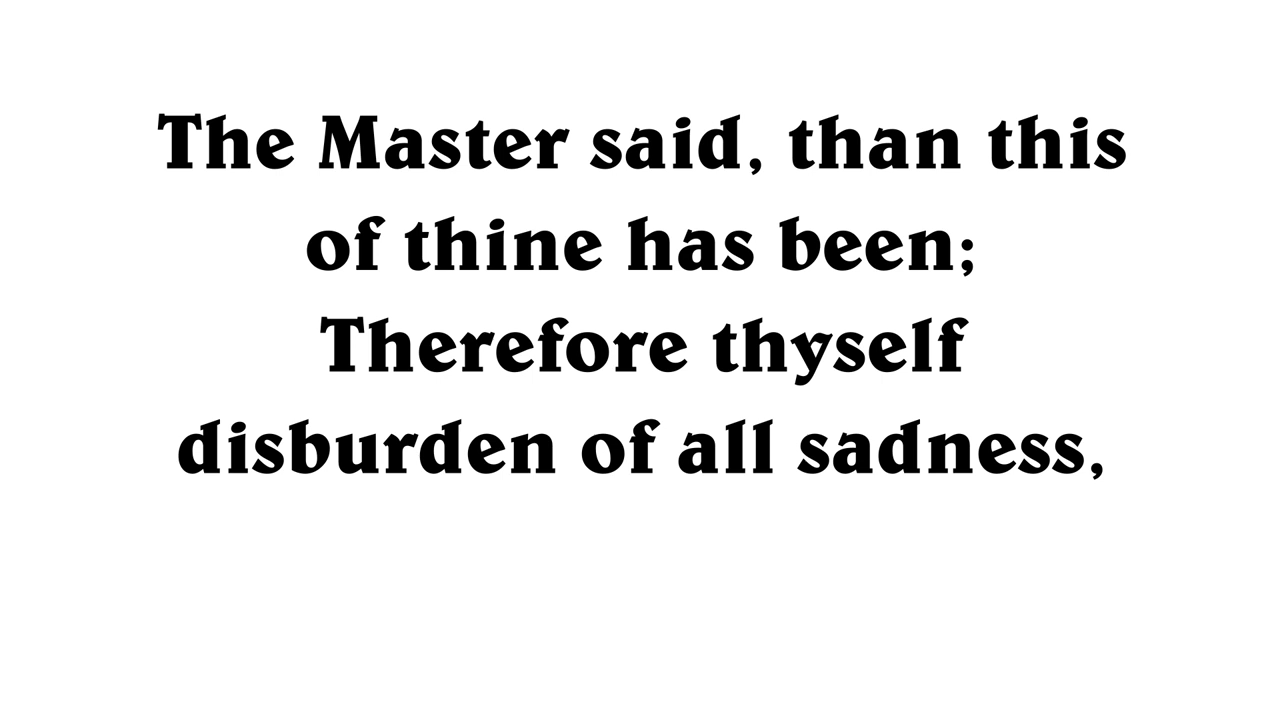 The Master said, than this
of thine has been;
Therefore thyself
disburden of all sadness,